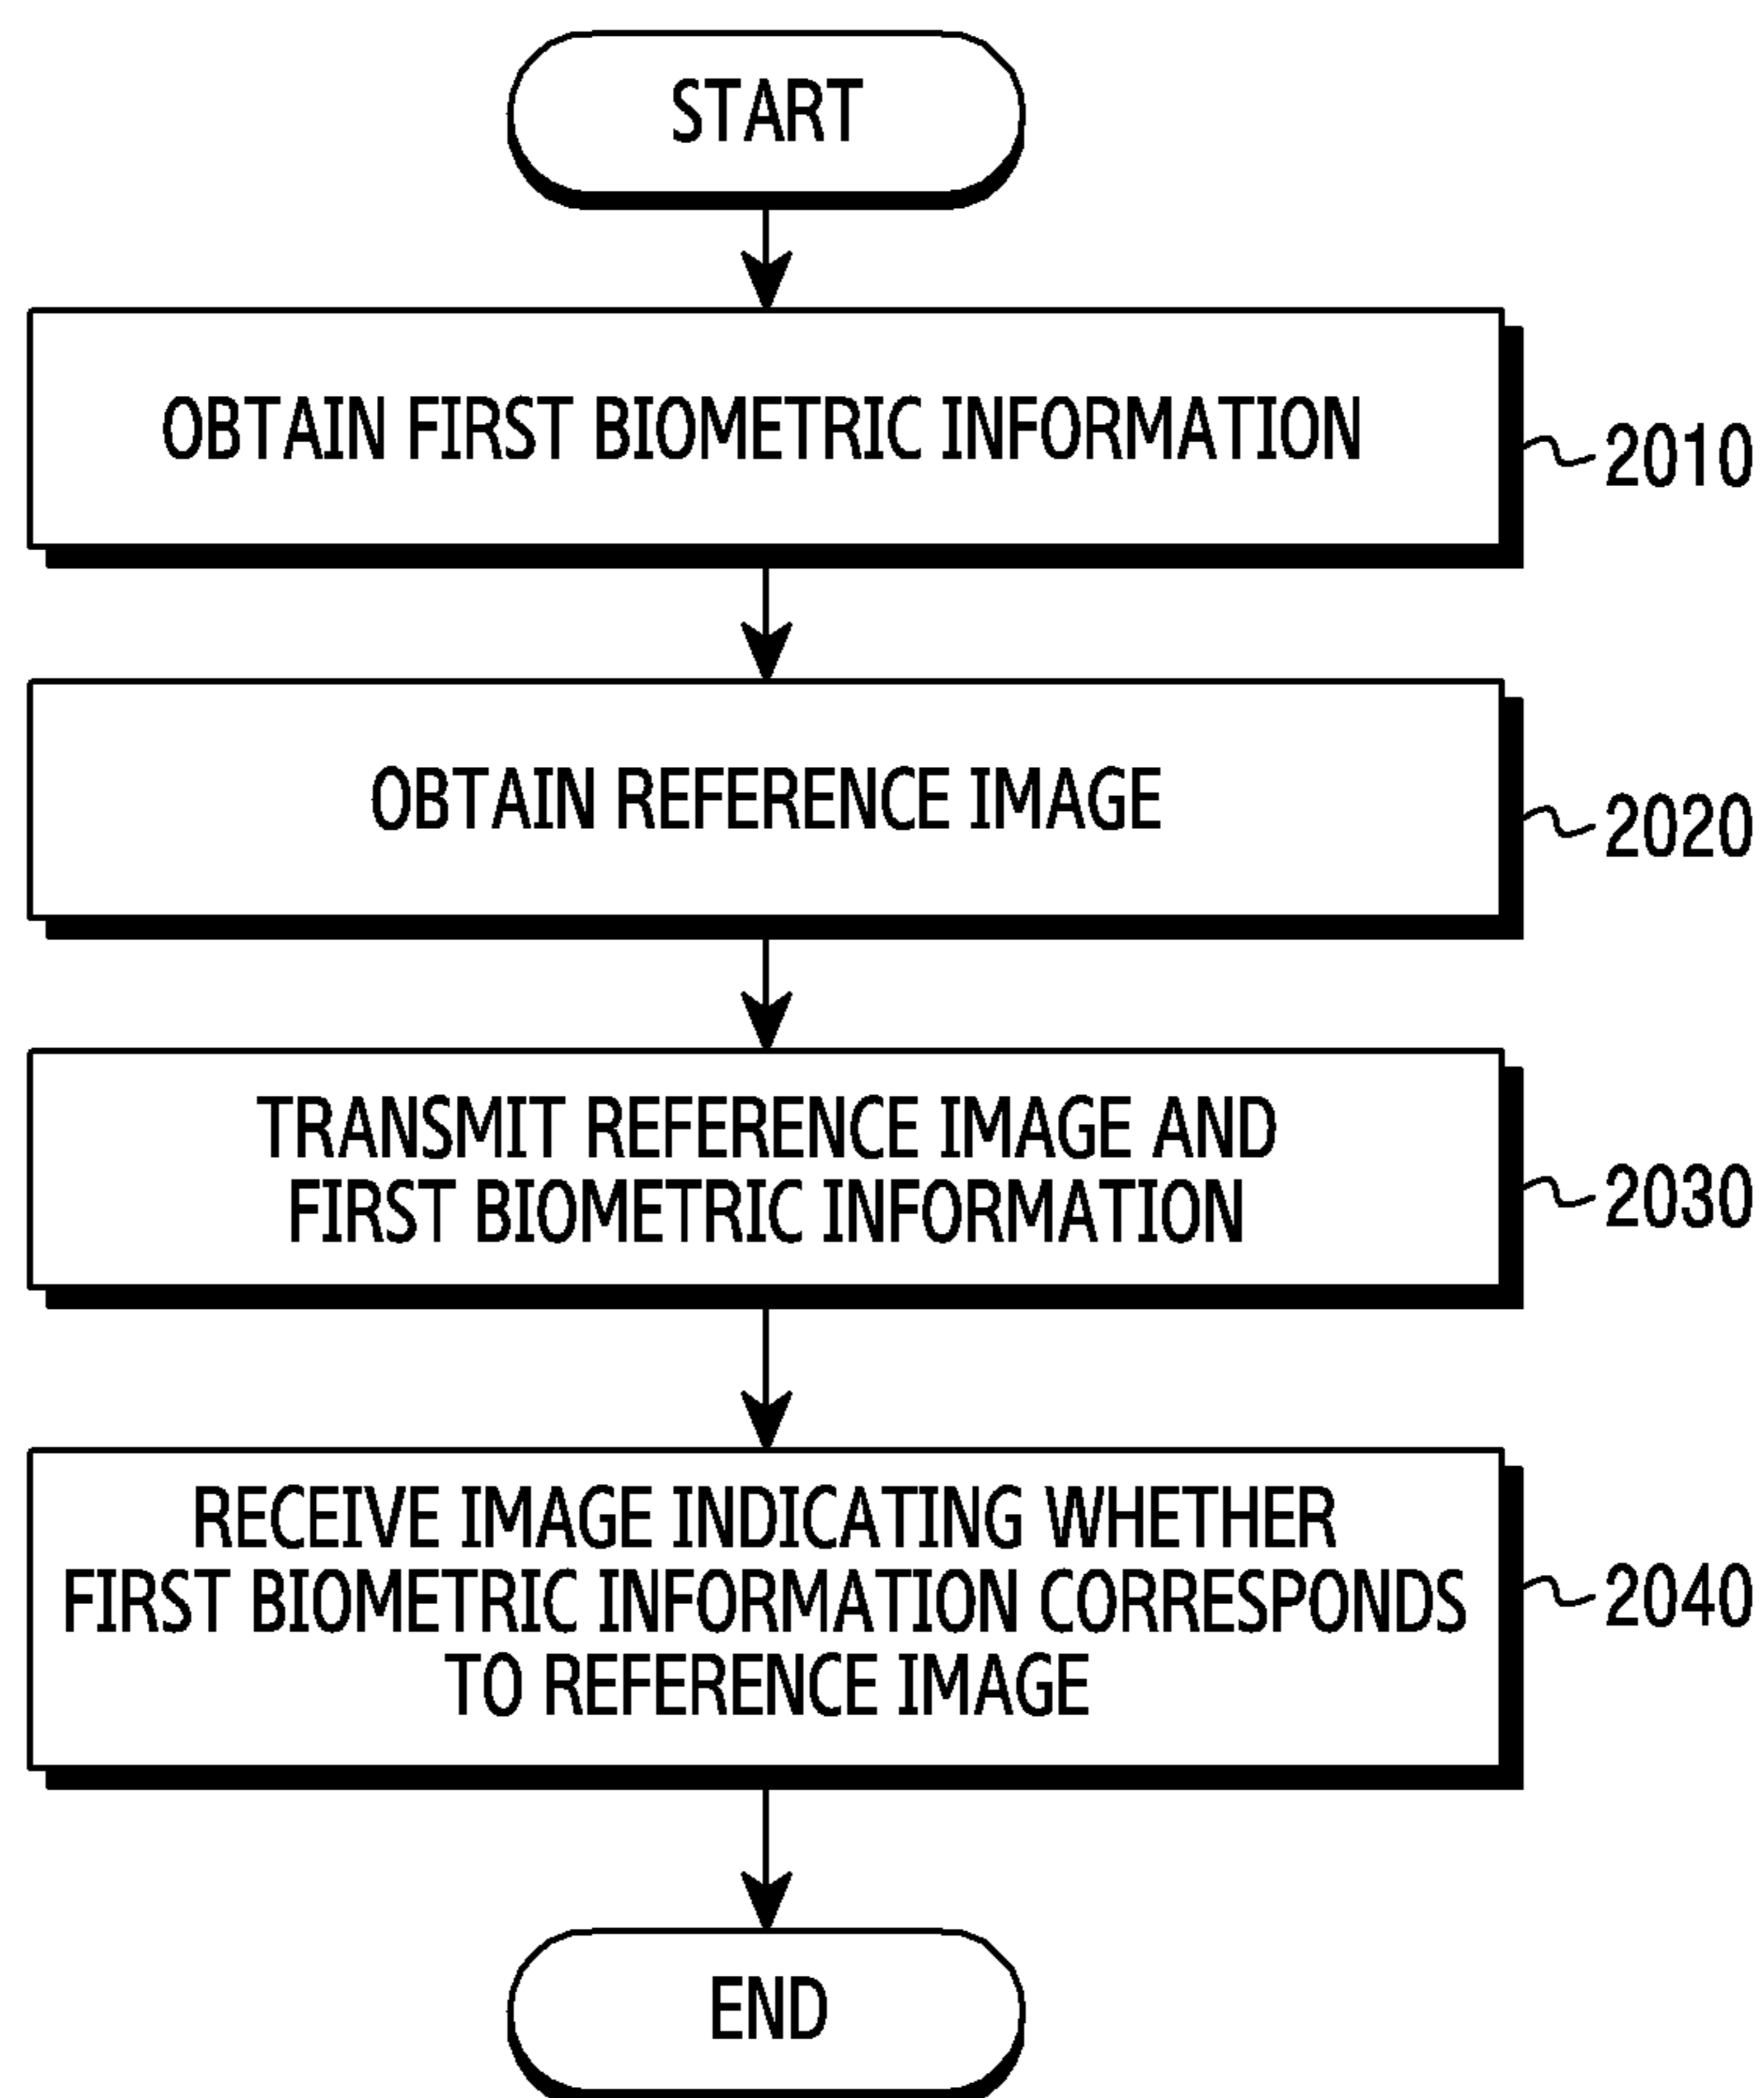 START
OBTAIN FIRST BIOMETRIC INFORMATION
2010
OBTAIN REFERENCE IMAGE
2020
TRANSMIT REFERENCE IMAGE AND
FIRST BIOMETRIC INFORMATION
2030
RECEIVE IMAGE INDICATING WHETHER
FIRST BIOMETRIC INFORMATION CORRESPONDS
TO REFERENCE IMAGE
2040
END